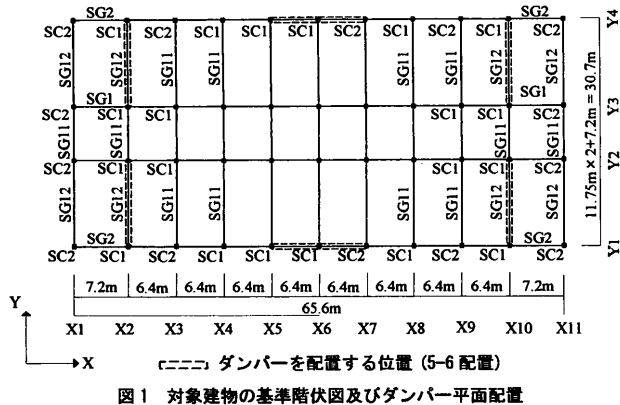 SG2 SG2 Y4
SC2 SC1 SC2 SC1 SC1 SC2 SC1 SC2 SC1 SC2
SG12 SG12 SG11 SG11 SG11 SG11 SG12 SG12
SG1 SG1 Y3
SC2 SC1 SC1 SC1 SC1 SC2
SG11 SG11 SG11 SG11
SC2 SC1 SC2 SC1 SC1 SC2 Y2
SG12 SG12 SG11 SG11 SG11 SG11 SG12 SG12
SG2 SG2 Y1
SC2 SC1 SC2 SC1 SC1 SC2 SC1 SC2 SC1 SC2
11.75m×2+7.2m=30.7m
7.2m 6.4m 6.4m 6.4m 6.4m 6.4m 6.4m 6.4m 6.4m 7.2m
65.6m
Y
X1 X2 X3 X4 X5 X6 X7 X8 X9 X10 X11
X
ダンパーを配置する位置(5-6配置)
図1 対象建物の基準階伏図及びダンパー平面配置